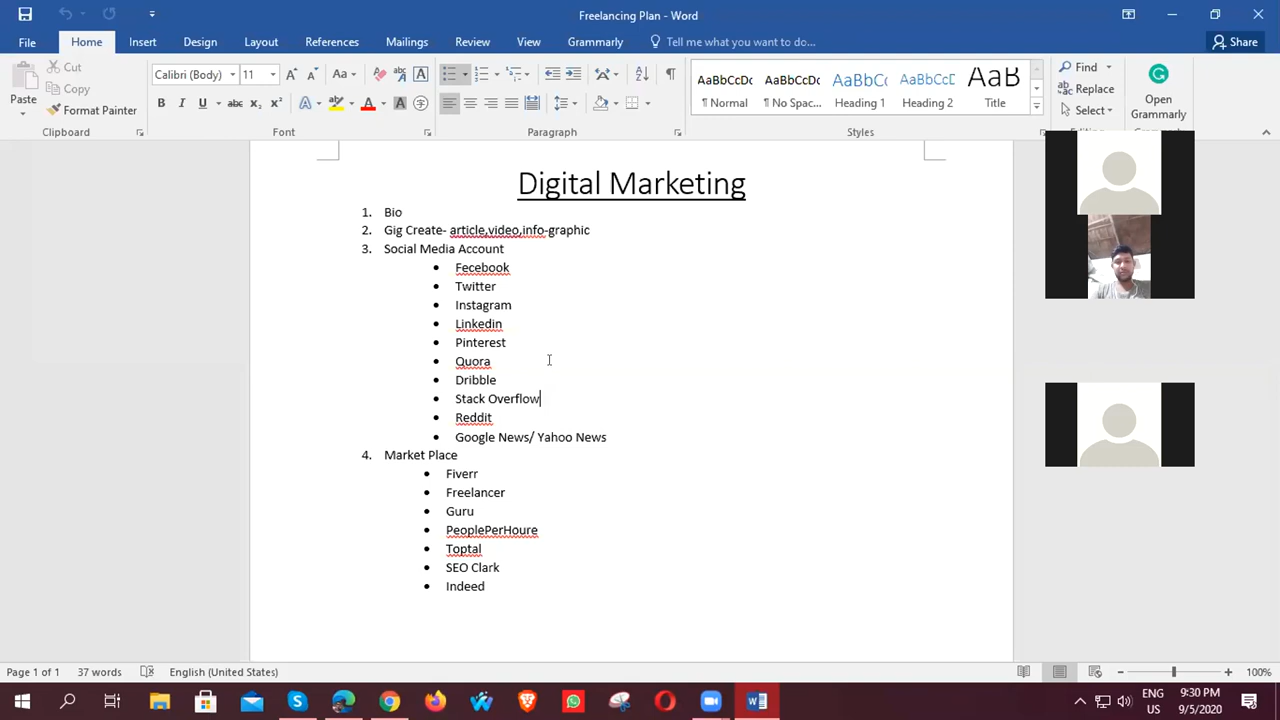 Freelancing Plan - Word
File
Home
Insert
Design
Layout
References
Mailings
Review
View
Grammarly
Tell me what you want to do...
Share
Paste
Cut
Copy
Format Painter
Clipboard
Calibri (Body)
11
Font
Paragraph
AaBbCcDc
¶ Normal
AaBbCcDc
¶ No Spac...
AaBbCc
Heading 1
AaBbCcD
Heading 2
AaB
Title
Styles
Find
Replace
Select
Open
Grammarly
Digital Marketing
1. Bio
2. Gig Create- article,video,info-graphic
3. Social Media Account
• Fecebook
• Twitter
• Instagram
• Linkedin
• Pinterest
• Quora
• Dribble
• Stack Overflow
• Reddit
• Google News/ Yahoo News
4. Market Place
• Fiverr
• Freelancer
• Guru
• PeoplePerHoure
• Toptal
• SEO Clark
• Indeed
Page 1 of 1
37 words
English (United States)
100%
ENG
US
9:30 PM
9/5/2020